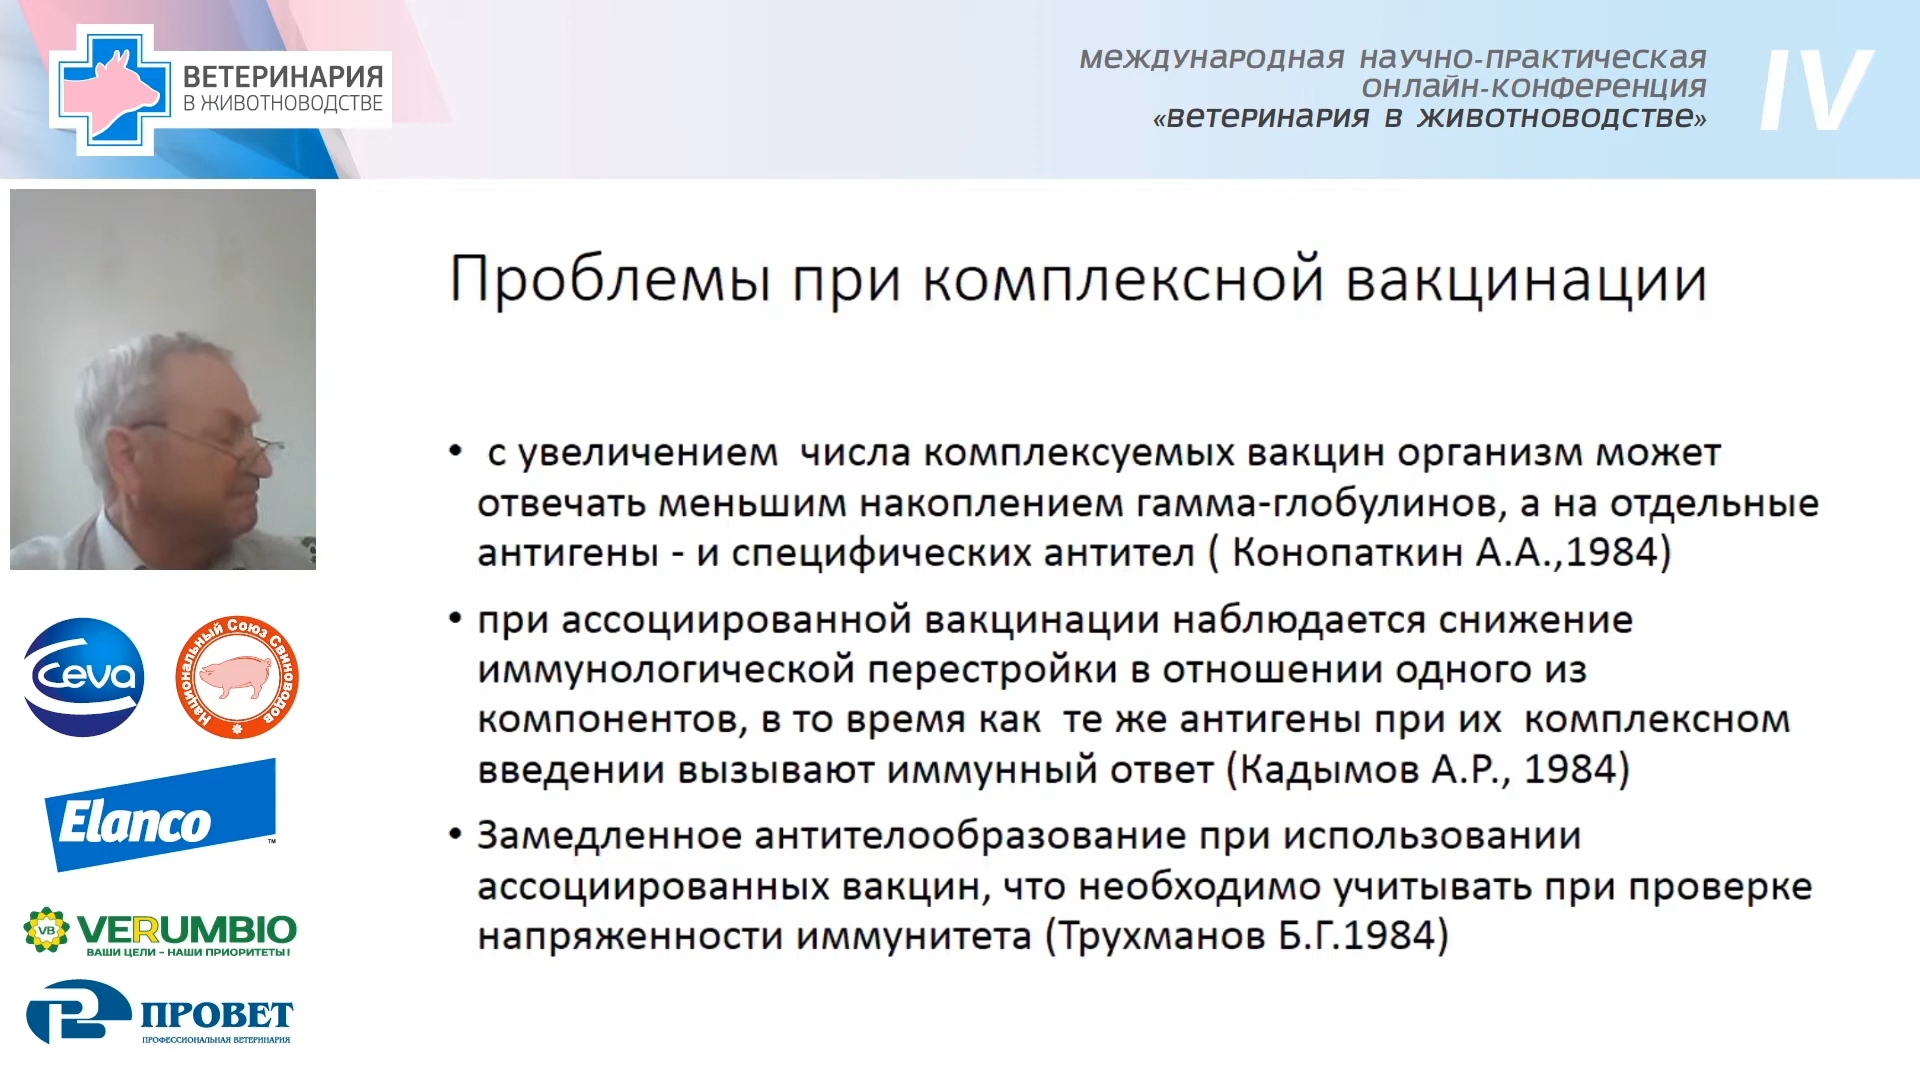 ВЕТЕРИНАРИЯ
В ЖИВОТНОВОДСТВЕ
МЕЖДУНАРОДНАЯ НАУЧНО-ПРАКТИЧЕСКАЯ
ОНЛАЙН-КОНФЕРЕНЦИЯ
«ВЕТЕРИНАРИЯ В ЖИВОТНОВОДСТВЕ»
IV
Проблемы при комплексной вакцинации
• с увеличением числа комплексуемых вакцин организм может
отвечать меньшим накоплением гамма-глобулинов, а на отдельные
антигены - и специфических антител ( Конопаткин А.А.,1984)
• при ассоциированной вакцинации наблюдается снижение
иммунологической перестройки в отношении одного из
компонентов, в то время как те же антигены при их комплексном
введении вызывают иммунный ответ (Кадымов А.Р., 1984)
• Замедленное антителообразование при использовании
ассоциированных вакцин, что необходимо учитывать при проверке
напряженности иммунитета (Трухманов Б.Г.1984)
Ceva
Национальный Союз Свиноводов
Elanco™
VB VERUMBIO
ВАШИ ЦЕЛИ – НАШИ ПРИОРИТЕТЫ!
ПРОВЕТ
ПРОФЕССИОНАЛЬНАЯ ВЕТЕРИНАРИЯ